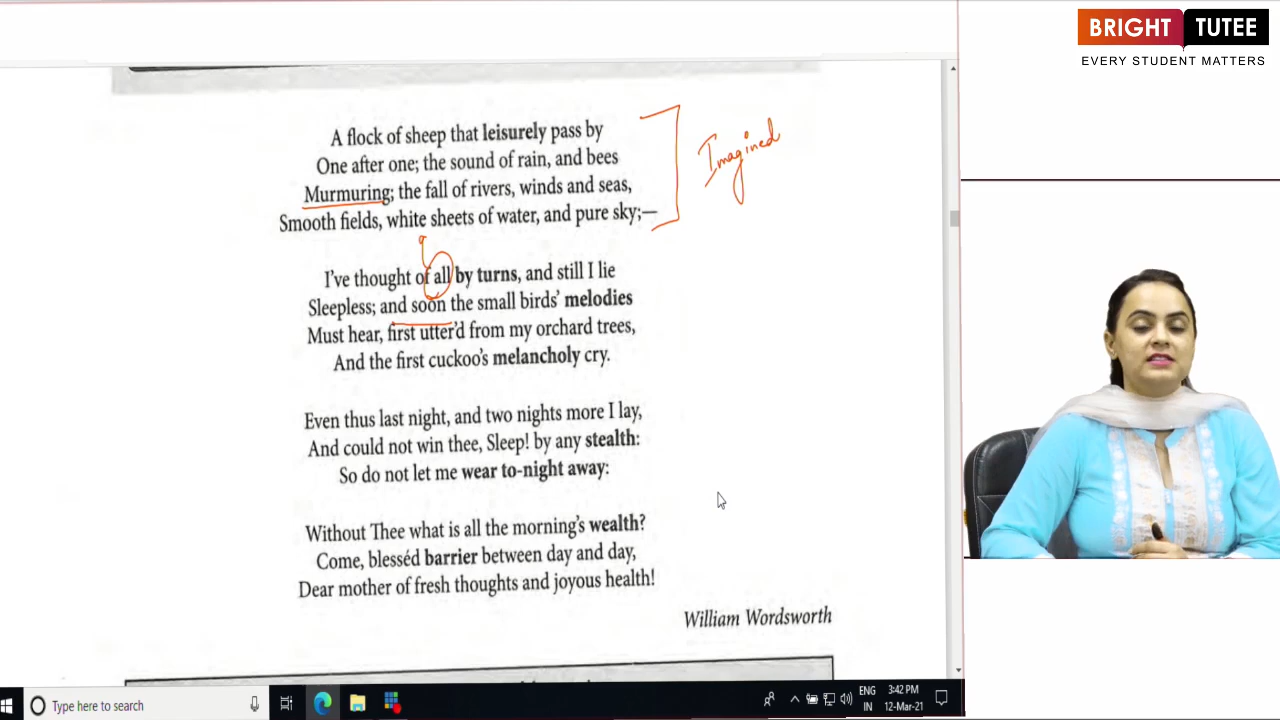 BRIGHT TUTEE
EVERY STUDENT MATTERS
A flock of sheep that leisurely pass by
One after one; the sound of rain, and bees
Murmuring; the fall of rivers, winds and seas,
Smooth fields, white sheets of water, and pure sky;—
Imagined
I've thought of all by turns, and still I lie
Sleepless; and soon the small birds' melodies
Must hear, first utter'd from my orchard trees,
And the first cuckoo's melancholy cry.
Even thus last night, and two nights more I lay,
And could not win thee, Sleep! by any stealth:
So do not let me wear to-night away:
Without Thee what is all the morning's wealth?
Come, blesséd barrier between day and day,
Dear mother of fresh thoughts and joyous health!
William Wordsworth
Type here to search
ENG
IN
3:42 PM
12-Mar-21